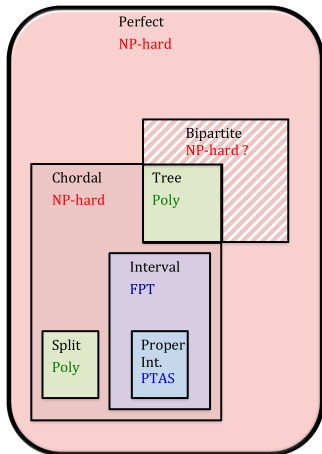 Perfect
NP-hard
Bipartite
NP-hard ?
Chordal
NP-hard
Tree
Poly
Interval
FPT
Split
Poly
Proper
Int.
PTAS